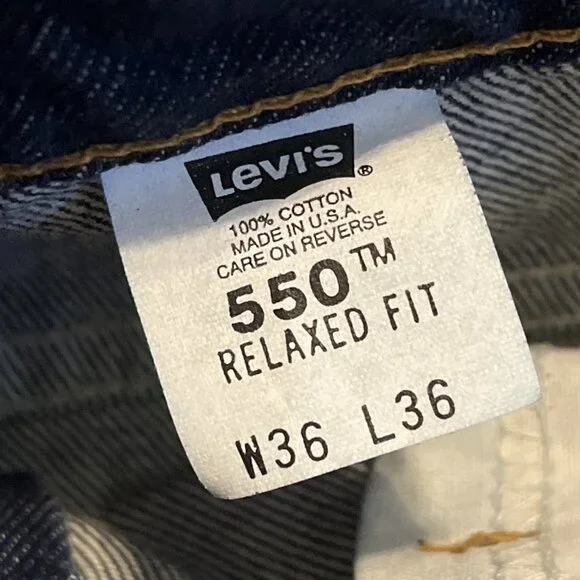 Levi's®
100% COTTON
MADE IN U.S.A.
CARE ON REVERSE
550™
RELAXED FIT
W36 L36